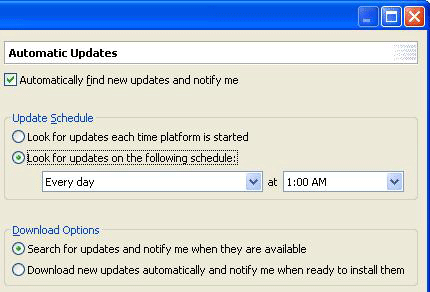 Automatic Updates
Automatically find new updates and notify me
Update Schedule
Look for updates each time platform is started
Look for updates on the following schedule:
Every day at 1:00 AM
Download Options
Search for updates and notify me when they are available
Download new updates automatically and notify me when ready to install them